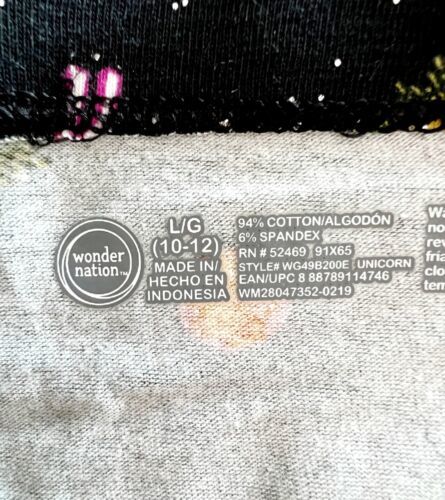 wonder
nation™
L/G
(10-12)
MADE IN/
HECHO EN
INDONESIA
94% COTTON/ALGODÓN
6% SPANDEX
RN # 52469 91X65
STYLE# WG49B200E UNICORN
EAN/UPC 8 88789114746
WM28047352-0219